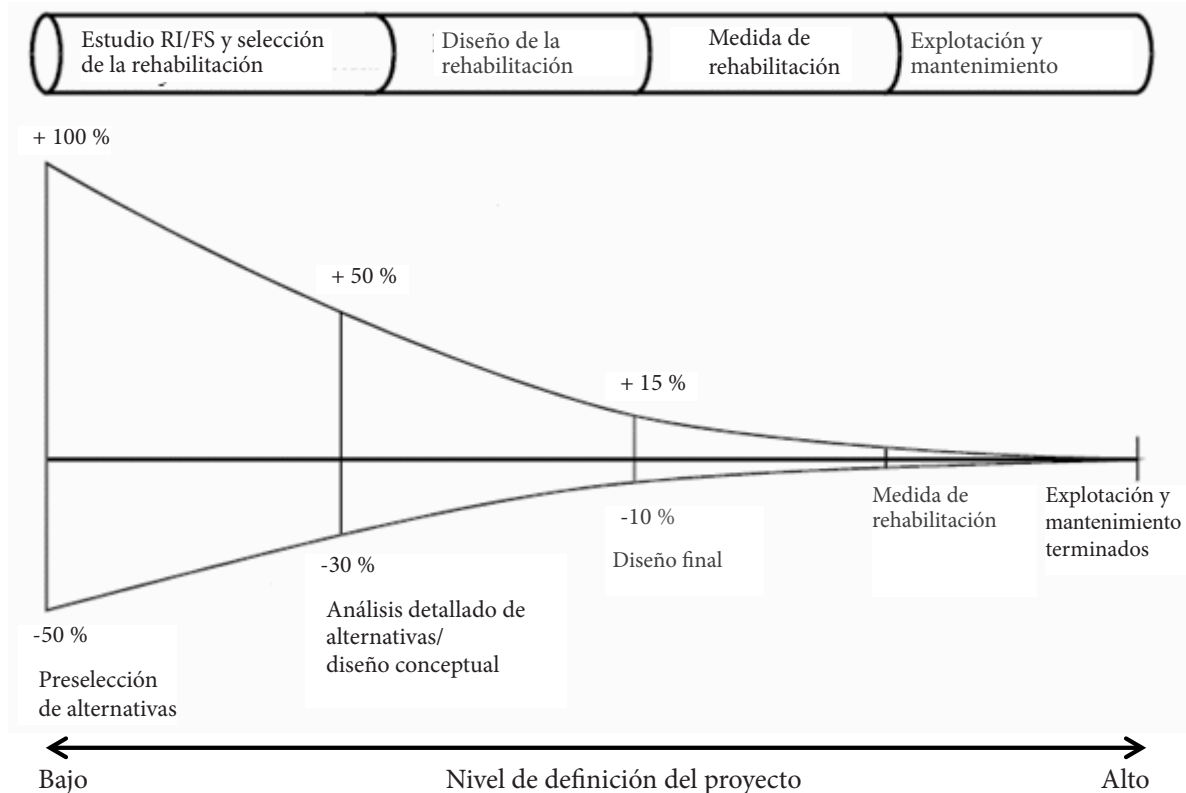 Estudio RI/FS y selección
de la rehabilitación
Diseño de la
rehabilitación
Medida de
rehabilitación
Explotación y
mantenimiento
+ 100 %
+ 50 %
+ 15 %
-10 %
Diseño final
Medida de
rehabilitación
Explotación y
mantenimiento
terminados
-30 %
Análisis detallado de
alternativas/
diseño conceptual
-50 %
Preselección
de alternativas
Bajo
Nivel de definición del proyecto
Alto